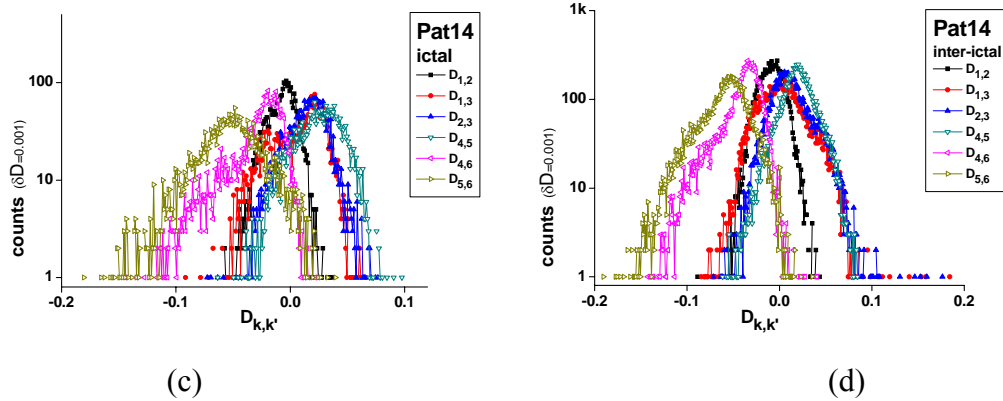 Pat14
ictal
D1,2
D1,3
D2,3
D4,5
D4,6
D5,6
100
10
1
counts (δD=0.001)
-0.2 -0.1 0.0 0.1
Dk,k'
(c)
Pat14
inter-ictal
D1,2
D1,3
D2,3
D4,5
D4,6
D5,6
1k
100
10
1
counts (δD=0.001)
-0.2 -0.1 0.0 0.1 0.2
Dk,k'
(d)